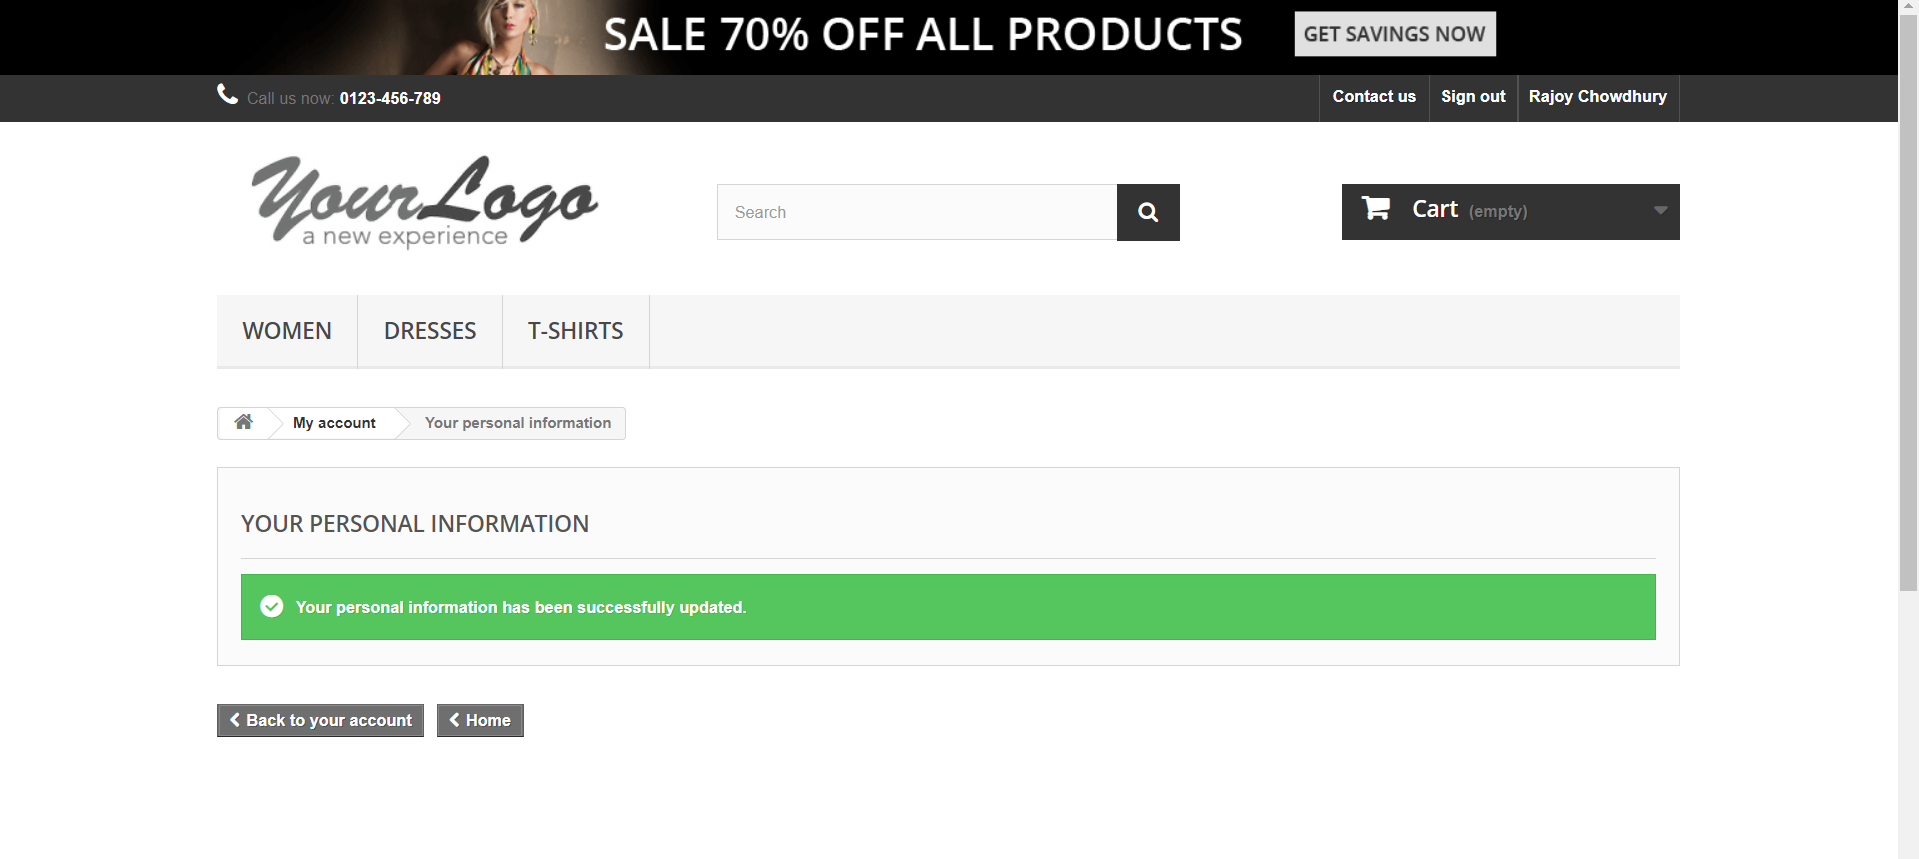 SALE 70% OFF ALL PRODUCTS GET SAVINGS NOW
Call us now: 0123-456-789 Contact us Sign out Rajoy Chowdhury
YourLogo
a new experience
Search
Cart (empty)
WOMEN DRESSES T-SHIRTS
My account Your personal information
YOUR PERSONAL INFORMATION
Your personal information has been successfully updated.
Back to your account Home